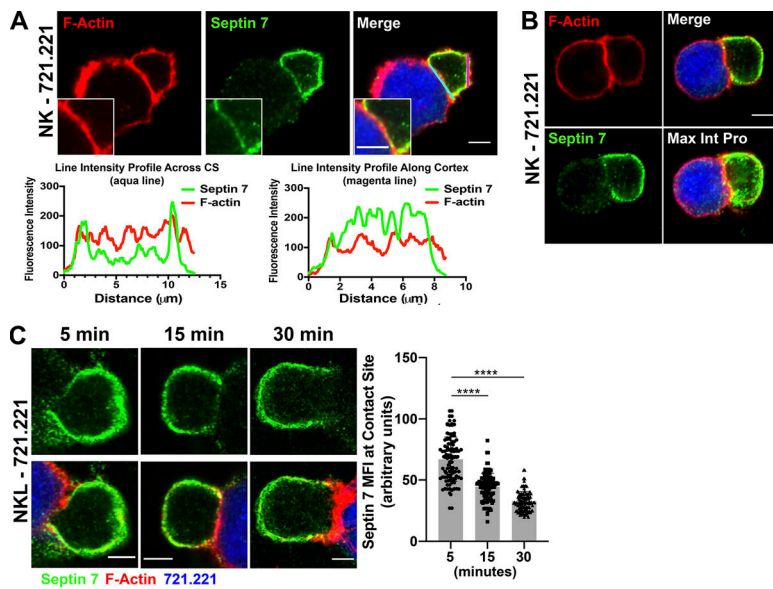 A
F-Actin
Septin 7
Merge
NK - 721.221
Line Intensity Profile Across CS
(aqua line)
Septin 7
F-actin
Fluorescence Intensity
300
200
100
0
0
5
10
15
Distance (μm)
Line Intensity Profile Along Cortex
(magenta line)
Septin 7
F-actin
Fluorescence Intensity
300
200
100
0
0
2
4
6
8
10
Distance (μm)
B
F-Actin
Merge
Septin 7
Max Int Pro
NK - 721.221
C
5 min
15 min
30 min
NKL - 721.221
Septin 7 F-Actin 721.221
Septin 7 MFI at Contact Site
(arbitrary units)
150
100
50
0
****
****
5
15
30
(minutes)